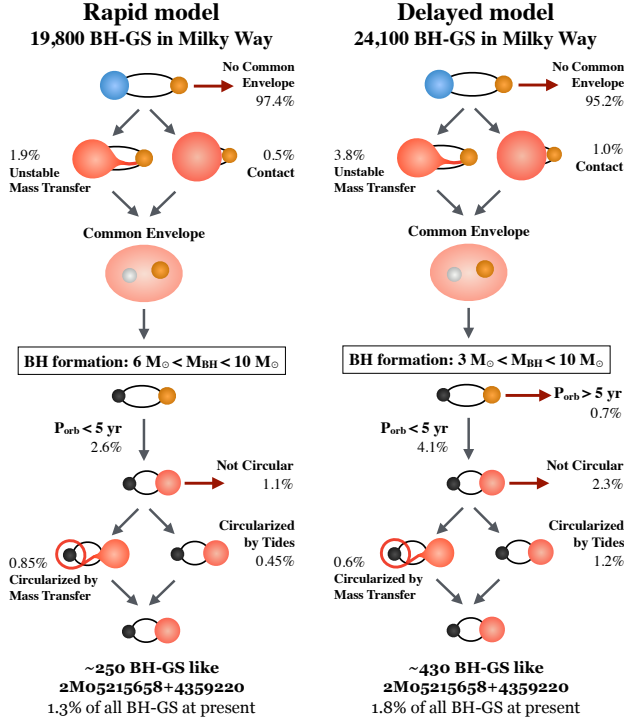 Rapid model
19,800 BH-GS in Milky Way
No Common
Envelope
97.4%
1.9%
Unstable
Mass Transfer
0.5%
Contact
Common Envelope
BH formation: 6 M☉ < MBH < 10 M☉
Porb < 5 yr
2.6%
Not Circular
1.1%
Circularized
by Tides
0.45%
0.85%
Circularized by
Mass Transfer
~250 BH-GS like
2M05215658+4359220
1.3% of all BH-GS at present
Delayed model
24,100 BH-GS in Milky Way
No Common
Envelope
95.2%
3.8%
Unstable
Mass Transfer
1.0%
Contact
Common Envelope
BH formation: 3 M☉ < MBH < 10 M☉
Porb > 5 yr
0.7%
Porb < 5 yr
4.1%
Not Circular
2.3%
Circularized
by Tides
1.2%
0.6%
Circularized by
Mass Transfer
~430 BH-GS like
2M05215658+4359220
1.8% of all BH-GS at present